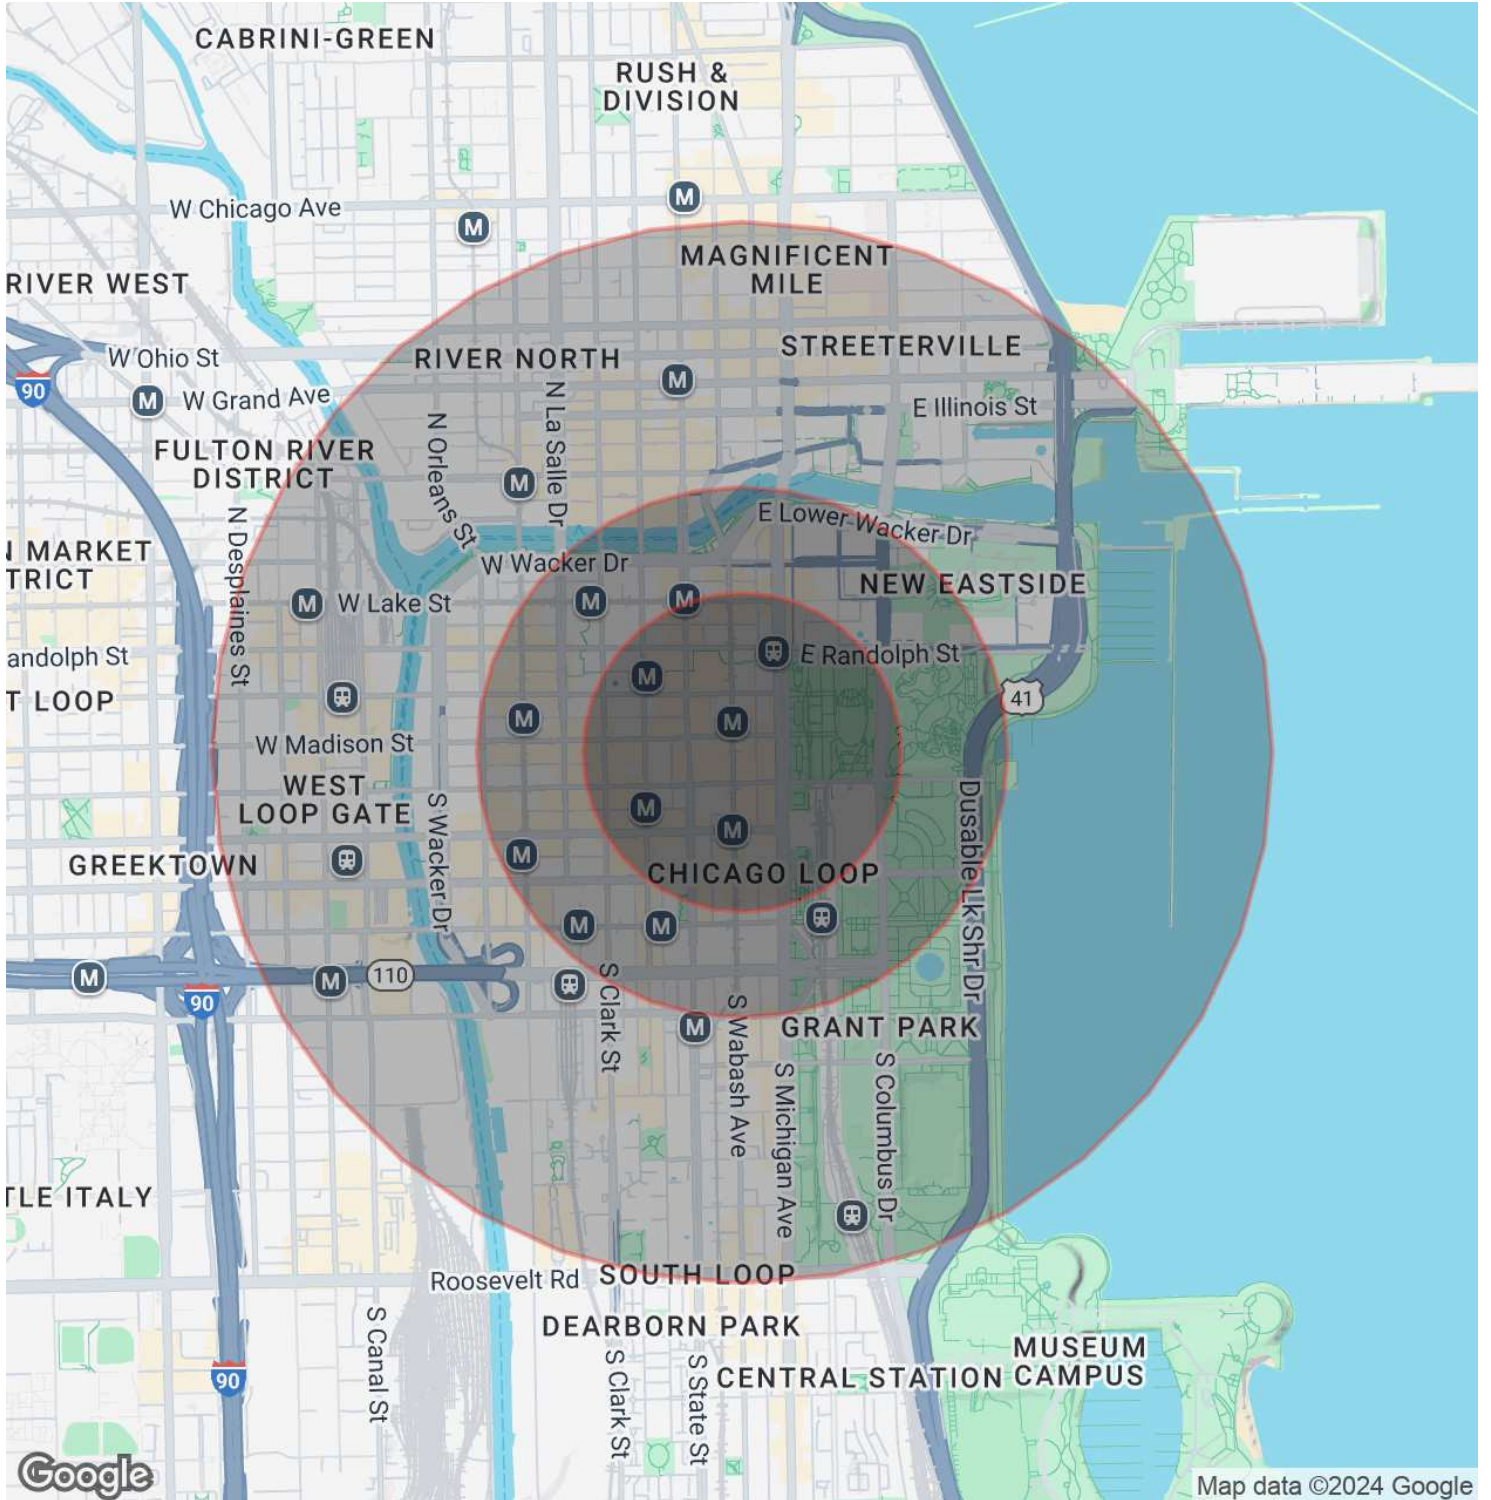 CABRINI-GREEN
RUSH &
DIVISION
M
W Chicago Ave
M
MAGNIFICENT
MILE
RIVER WEST
STREETERVILLE
W Ohio St
RIVER NORTH
M
90
M
W Grand Ave
N La Salle Dr
E Illinois St
N Orleans St
FULTON RIVER
DISTRICT
M
N Desplaines St
E Lower Wacker Dr
N MARKET
TRICT
W Wacker Dr
NEW EASTSIDE
M
W Lake St
M
M
andolph St
E Randolph St
M
T LOOP
41
M
M
W Madison St
WEST
LOOP GATE
S Wacker Dr
Dusable Lk Shr Dr
M
M
GREEKTOWN
M
CHICAGO LOOP
M
M
M
M
110
90
S Clark St
S Wabash Ave
M
GRANT PARK
S Michigan Ave
S Columbus Dr
TLE ITALY
Roosevelt Rd
SOUTH LOOP
S Canal St
DEARBORN PARK
S Clark St
S State St
CENTRAL STATION
MUSEUM
CAMPUS
90
Google
Map data ©2024 Google